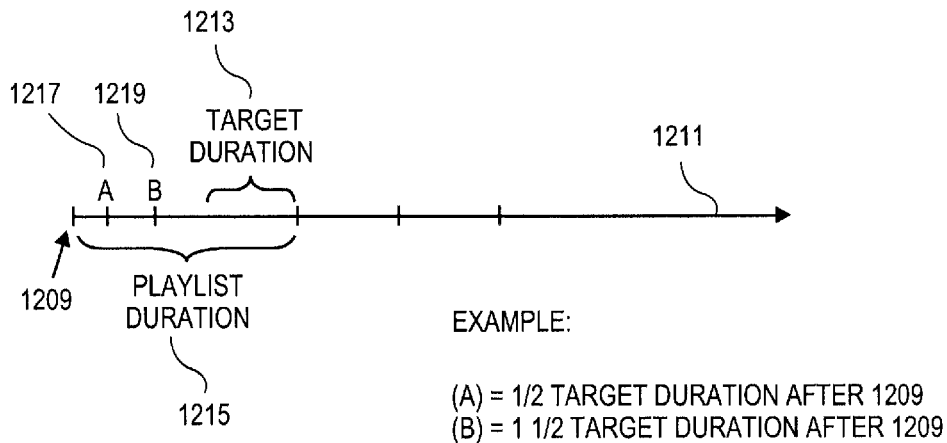 1213
1217
1219
TARGET
DURATION
1211
A
B
1209
PLAYLIST
DURATION
1215
EXAMPLE:
(A) = 1/2 TARGET DURATION AFTER 1209
(B) = 1 1/2 TARGET DURATION AFTER 1209